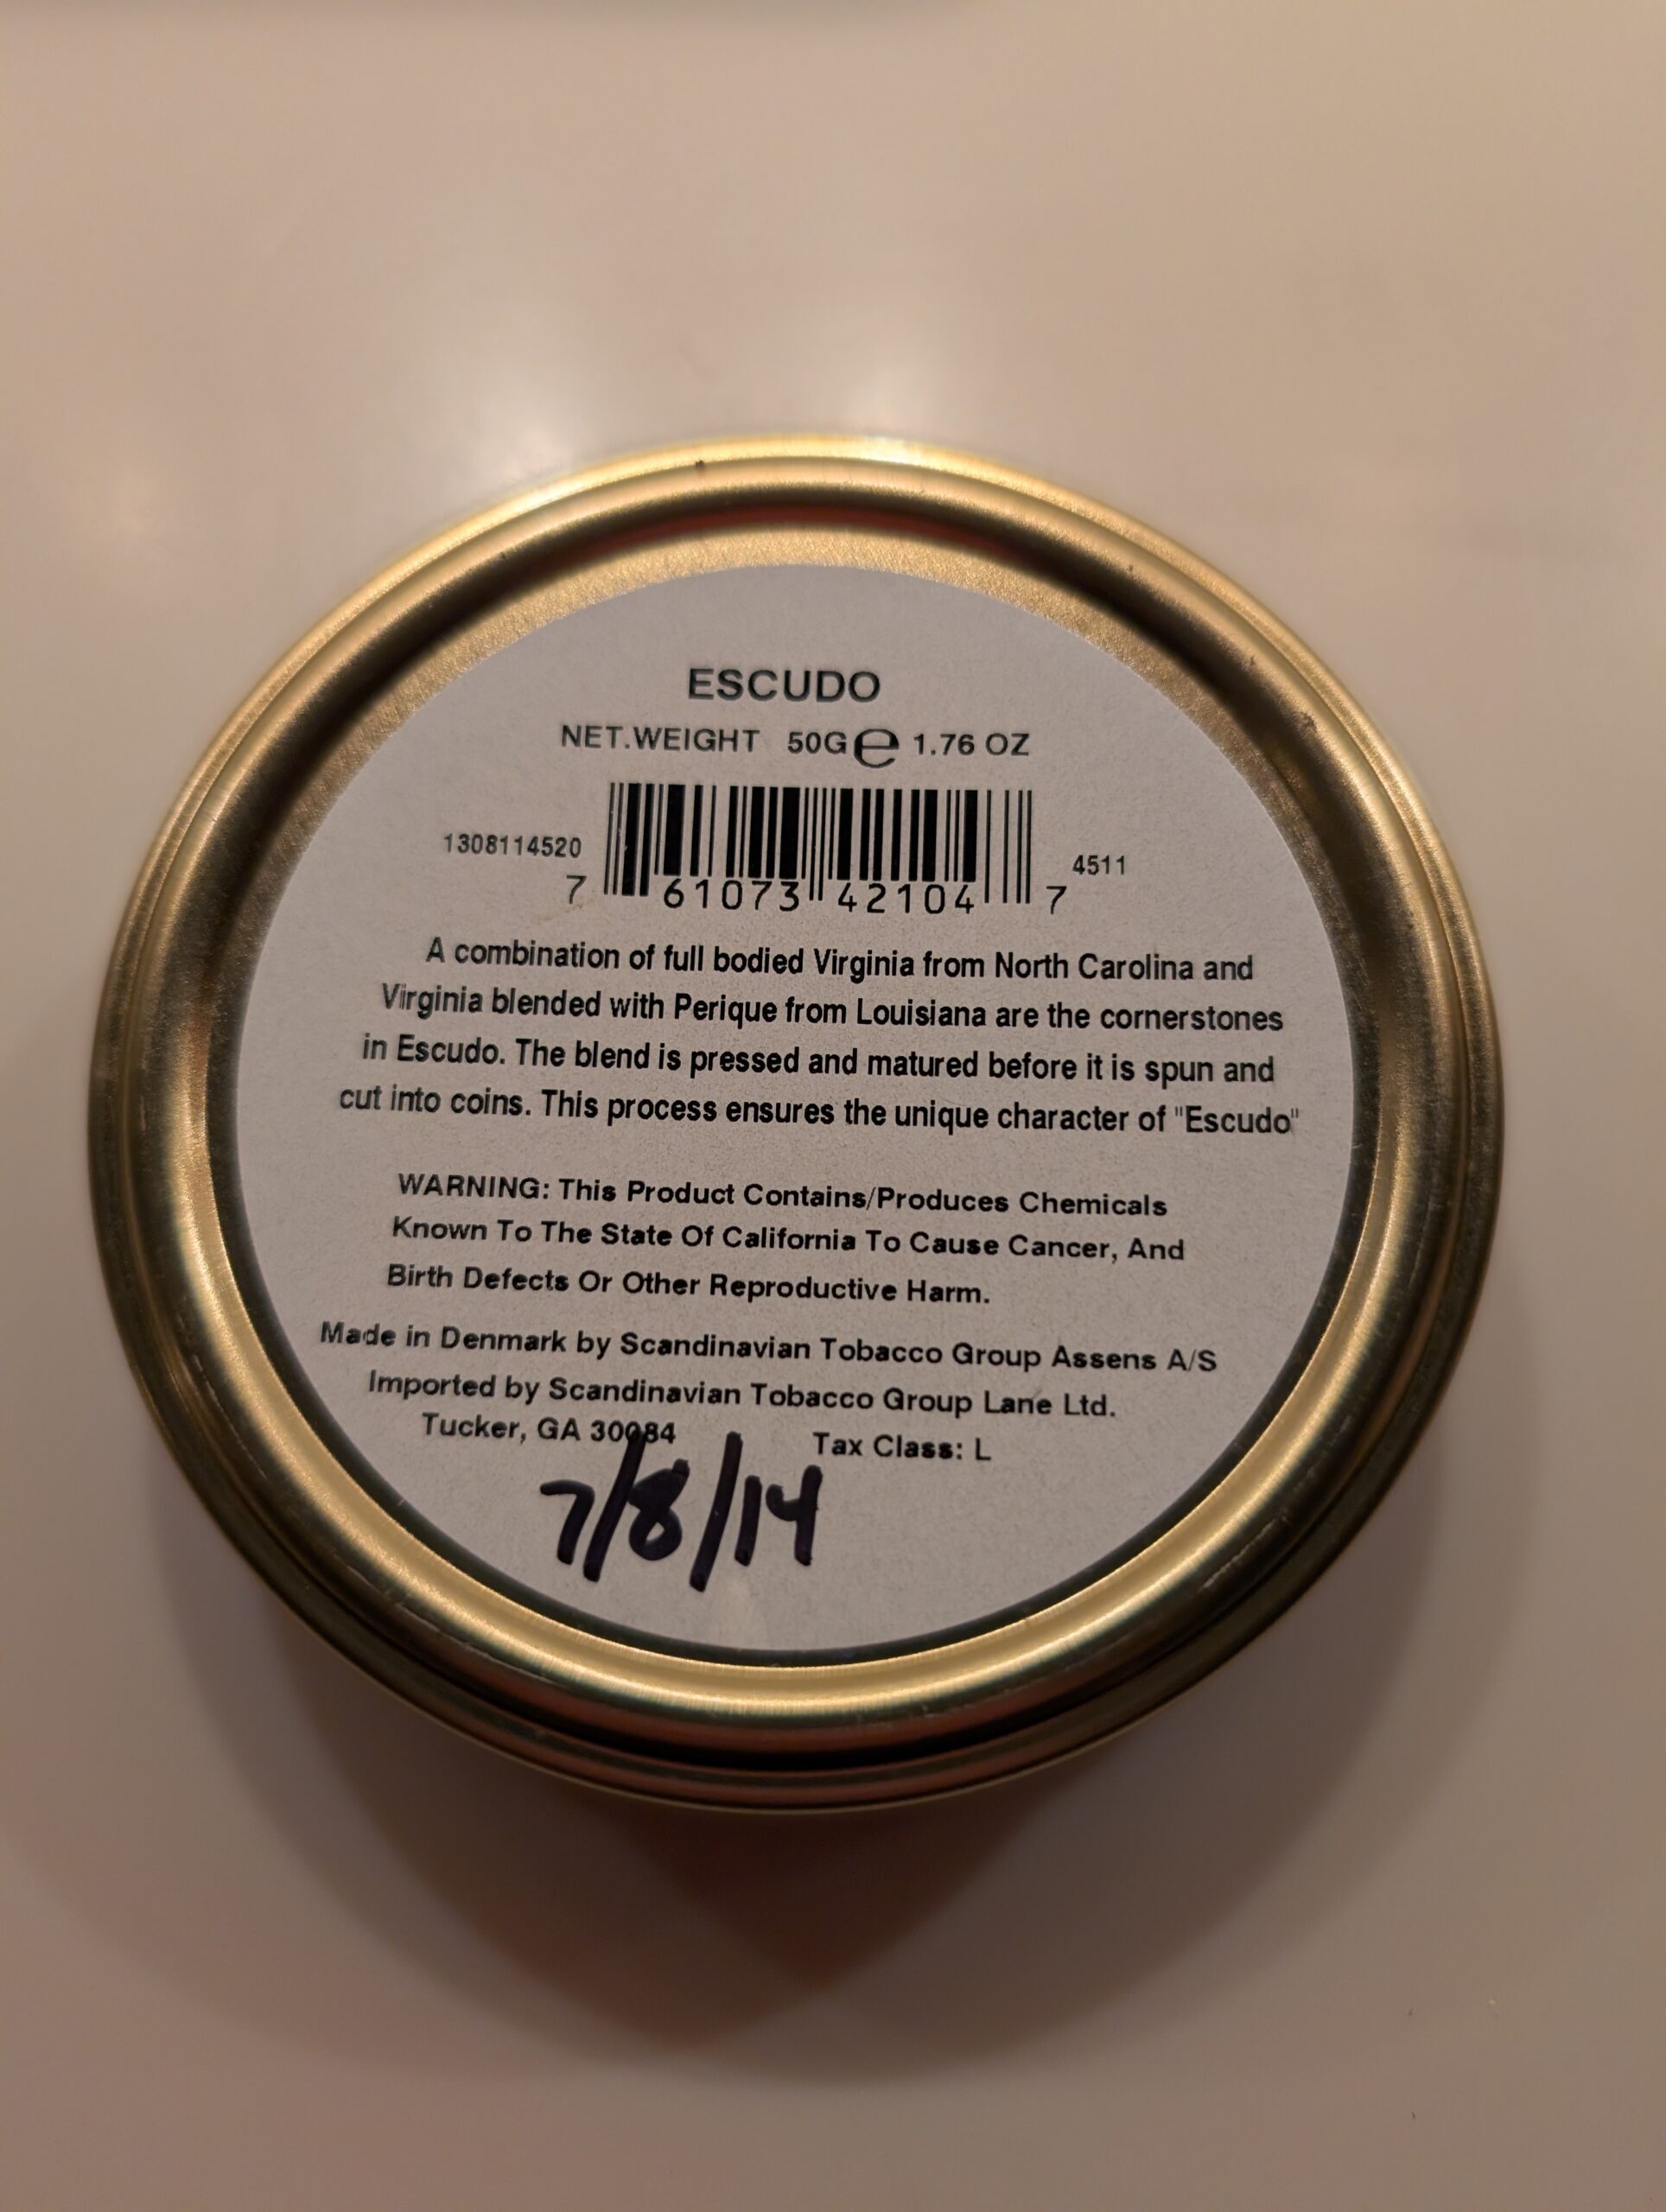 ESCUDO
NET.WEIGHT 50G℮ 1.76 OZ
1308114520
4511
7 61073 42104 7
A combination of full bodied Virginia from North Carolina and
Virginia blended with Perique from Louisiana are the cornerstones
in Escudo. The blend is pressed and matured before it is spun and
cut into coins. This process ensures the unique character of "Escudo"
WARNING: This Product Contains/Produces Chemicals
Known To The State Of California To Cause Cancer, And
Birth Defects Or Other Reproductive Harm.
Made in Denmark by Scandinavian Tobacco Group Assens A/S
Imported by Scandinavian Tobacco Group Lane Ltd.
Tucker, GA 30084 Tax Class: L
7/8/14